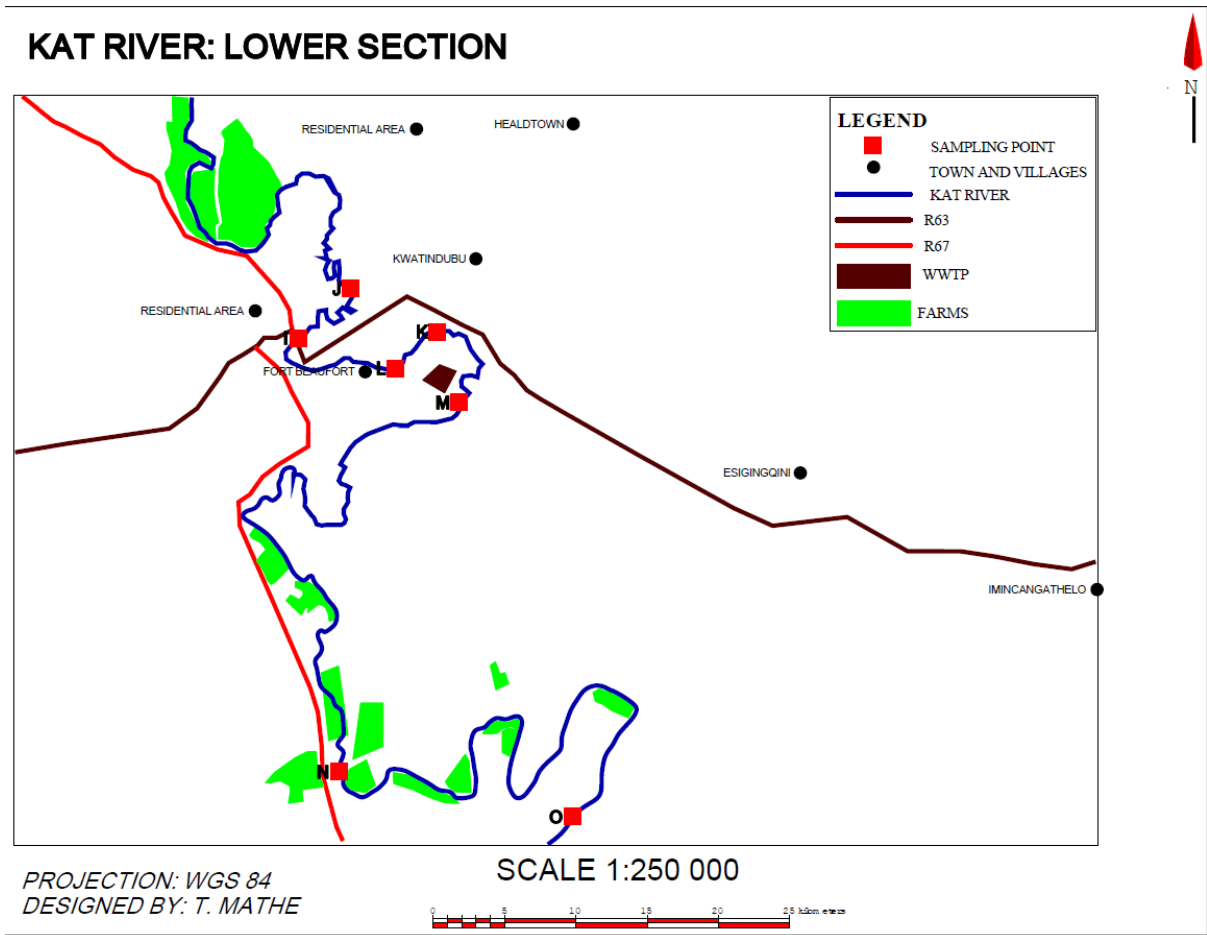 KAT RIVER: LOWER SECTION
N
RESIDENTIAL AREA
HEALDTOWN
LEGEND
SAMPLING POINT
TOWN AND VILLAGES
KAT RIVER
R63
R67
WWTP
FARMS
KWATINDUBU
J
RESIDENTIAL AREA
I
K
FORT BEAUFORT
L
M
ESIGINGQINI
IMINCANGATHELO
N
O
SCALE 1:250 000
PROJECTION: WGS 84
DESIGNED BY: T. MATHE
0 5 10 15 20 25 kilometers